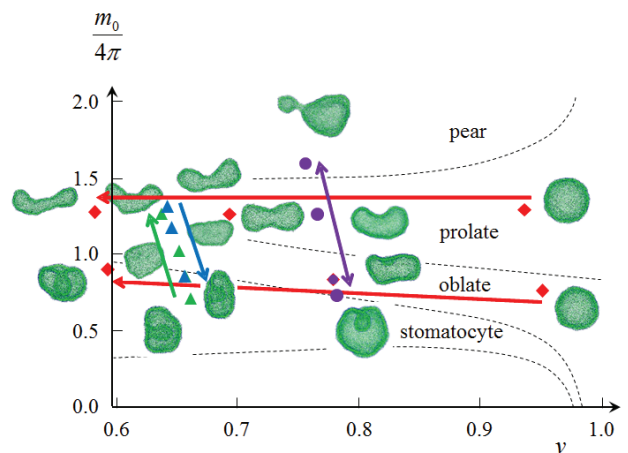 m₀
4π
2.0
pear
1.5
prolate
1.0
oblate
0.5
stomatocyte
0.0
0.6 0.7 0.8 0.9 1.0
v